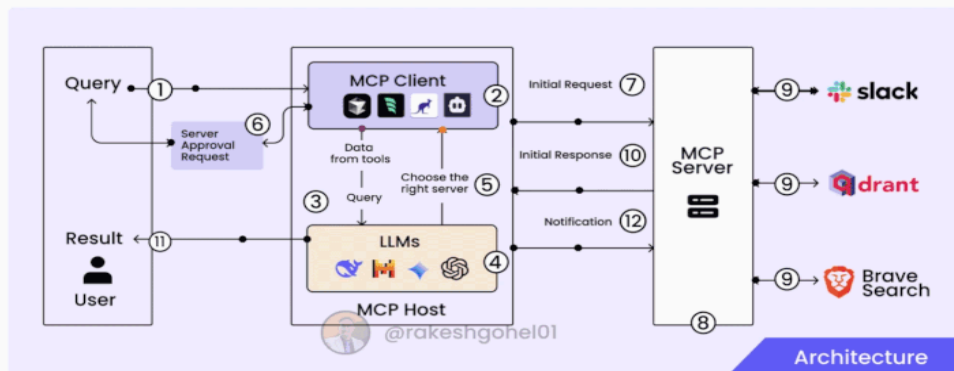 Query
1
MCP Client
2
6
Server
Approval
Request
Data
from tools
Choose the
right server
5
3
Query
LLMs
4
MCP Host
Result
11
User
Initial Request
7
Initial Response
10
Notification
12
MCP
Server
8
9
slack
9
drant
9
Brave
Search
@rakeshgohel01
Architecture